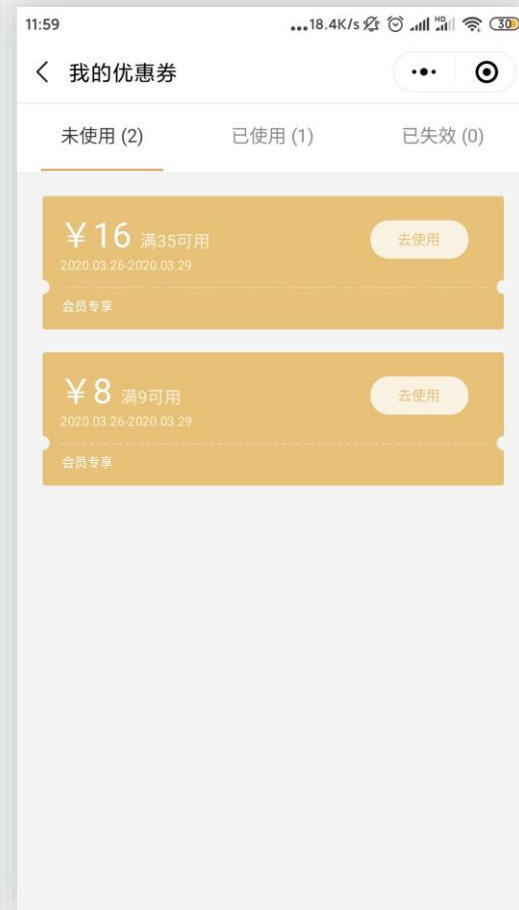 11:59
...18.4K/s HD 30
我的优惠券
未使用 (2) 已使用 (1) 已失效 (0)
￥16 满35可用 去使用
2020.03.26-2020.03.29
会员专享
￥8 满9可用 去使用
2020.03.26-2020.03.29
会员专享